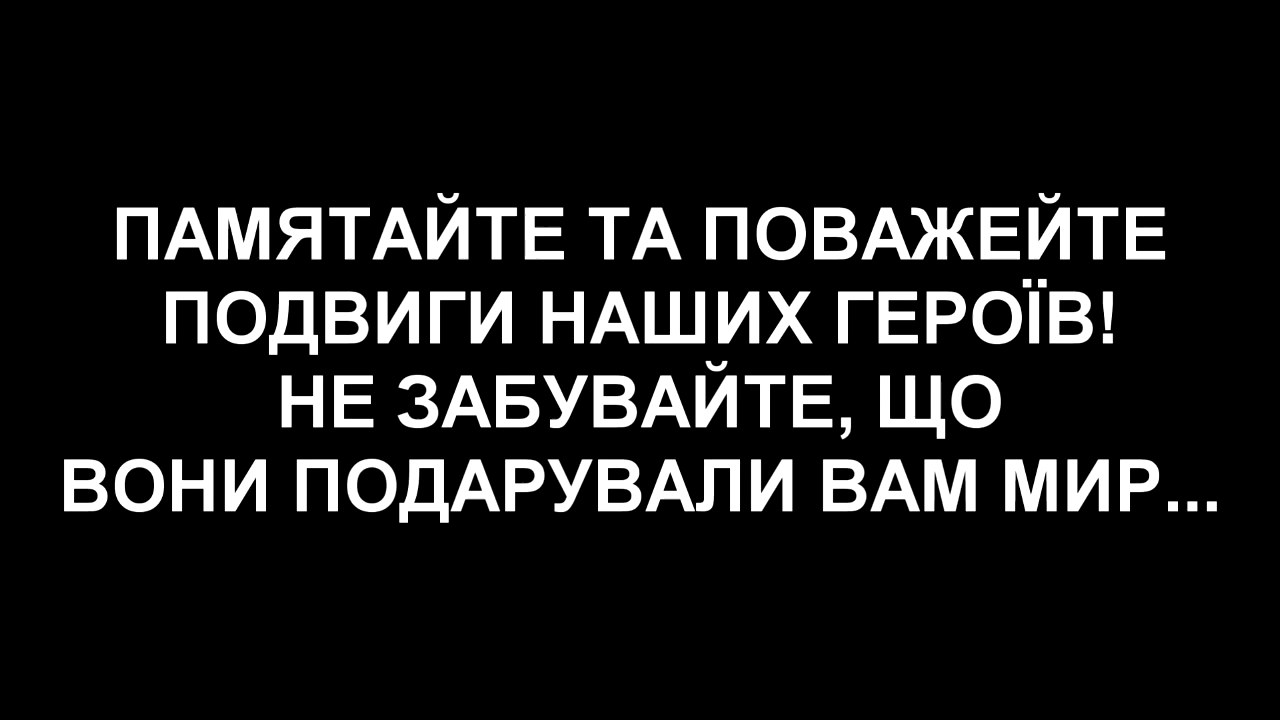 ПАМЯТАЙТЕ ТА ПОВАЖЕЙТЕ
ПОДВИГИ НАШИХ ГЕРОЇВ!
НЕ ЗАБУВАЙТЕ, ЩО
ВОНИ ПОДАРУВАЛИ ВАМ МИР...